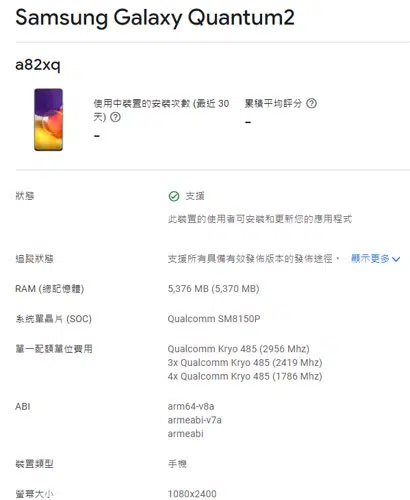 Samsung Galaxy Quantum2
a82xq
使用中裝置的安裝次數 (最近 30
天)
–
累積平均評分
–
狀態
支援
此裝置的使用者可安裝和更新您的應用程式
追蹤狀態
支援所有具備有效發佈版本的發佈途徑。 顯示更多
RAM (總記憶體)
5,376 MB (5,370 MB)
系統單晶片 (SOC)
Qualcomm SM8150P
單一配額單位費用
Qualcomm Kryo 485 (2956 Mhz)
3x Qualcomm Kryo 485 (2419 Mhz)
4x Qualcomm Kryo 485 (1786 Mhz)
ABI
arm64-v8a
armeabi-v7a
armeabi
裝置類型
手機
螢幕大小
1080x2400